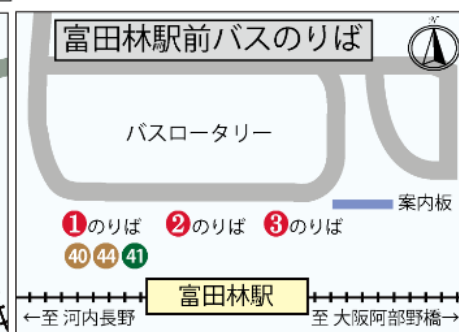 富田林駅前バスのりば
N
バスロータリー
案内板
1のりば 2のりば 3のりば
40 44 41
富田林駅
←至 河内長野 至 大阪阿部野橋→